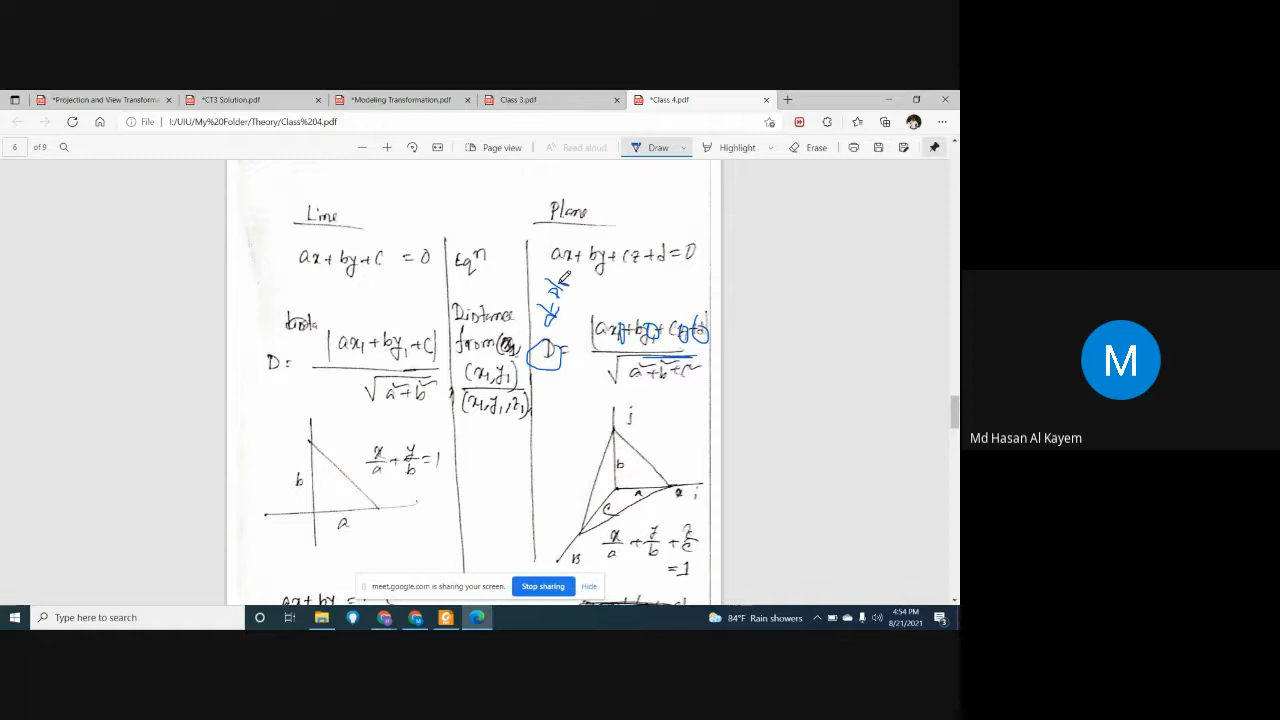 *Projection and View Transforma
*CT3 Solution.pdf
*Modeling Transformation.pdf
Class 3.pdf
*Class 4.pdf
File | I:/UIU/My%20Folder/Theory/Class%204.pdf
6 of 9
Page view
Read aloud
Draw
Highlight
Erase
Line
Plane
ax+by+c = 0
Eqn
ax+by+cz+d=0
Distance
from
(x1,y1)
(x1,y1,z1)
D = |ax1+by1+c|
√a²+b²
D=
√a²+b²+c²
j
b
a
i
c
B
x/a + y/b = 1
b
a
x/a + y/b + z/c
= 1
meet.google.com is sharing your screen.
Stop sharing
Hide
ax+by =
M
Md Hasan Al Kayem
Type here to search
84°F Rain showers
4:54 PM
8/21/2021
3